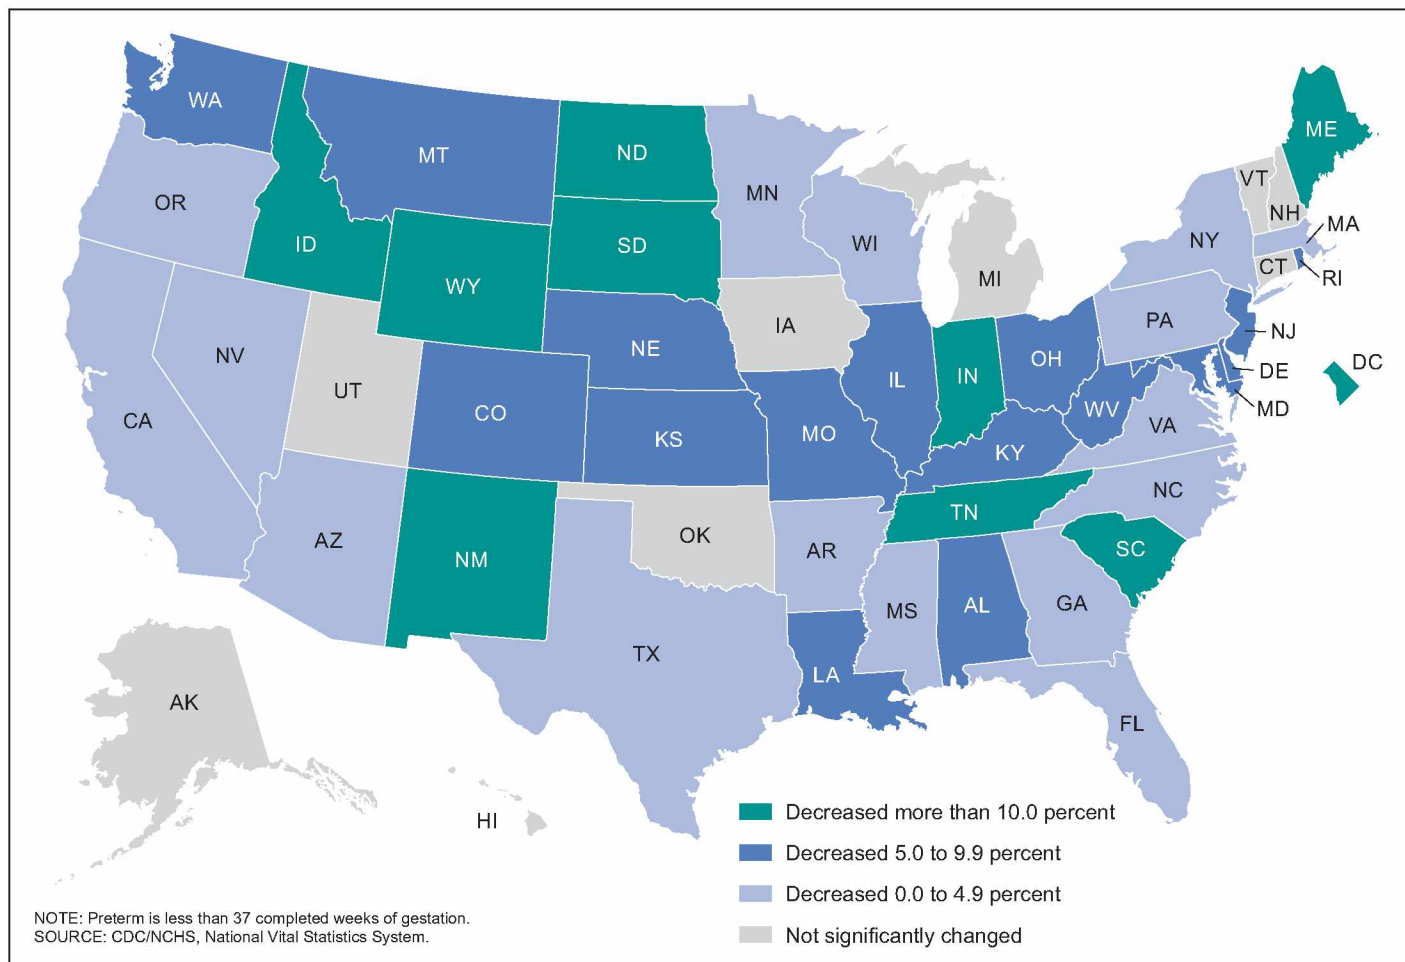 WA
MT
ND
ME
OR
ID
MN
VT
NH
MA
WY
SD
WI
NY
CT
RI
MI
IA
PA
NJ
NV
NE
OH
DE
DC
UT
IL
IN
MD
CA
CO
KS
MO
WV
VA
KY
NC
TN
AZ
NM
OK
AR
SC
MS
AL
GA
TX
LA
AK
FL
HI
Decreased more than 10.0 percent
Decreased 5.0 to 9.9 percent
Decreased 0.0 to 4.9 percent
Not significantly changed
NOTE: Preterm is less than 37 completed weeks of gestation.
SOURCE: CDC/NCHS, National Vital Statistics System.